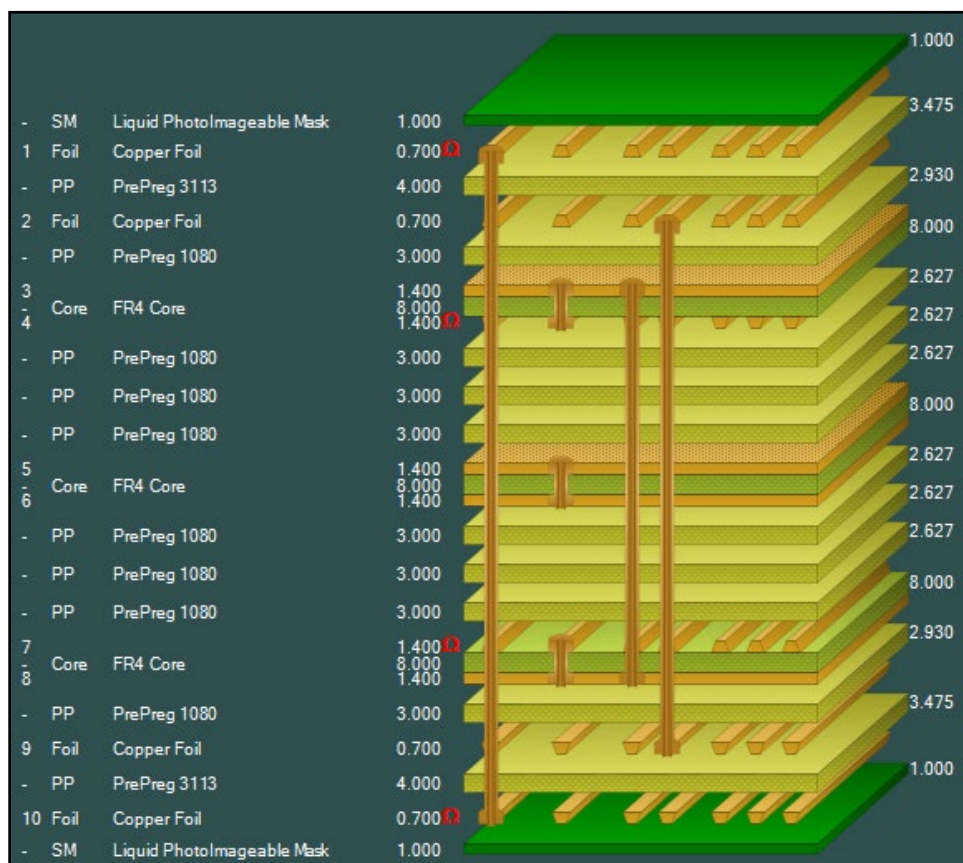 1.000
- SM Liquid PhotoImageable Mask 1.000
3.475
1 Foil Copper Foil 0.700 Ω
- PP PrePreg 3113 4.000
2.930
2 Foil Copper Foil 0.700
8.000
- PP PrePreg 1080 3.000
2.627
3 1.400
- Core FR4 Core 8.000
4 1.400 Ω
2.627
- PP PrePreg 1080 3.000
2.627
- PP PrePreg 1080 3.000
8.000
- PP PrePreg 1080 3.000
2.627
5 1.400
- Core FR4 Core 8.000
6 1.400
2.627
- PP PrePreg 1080 3.000
2.627
- PP PrePreg 1080 3.000
8.000
- PP PrePreg 1080 3.000
2.930
7 1.400 Ω
- Core FR4 Core 8.000
8 1.400
3.475
- PP PrePreg 1080 3.000
9 Foil Copper Foil 0.700
1.000
- PP PrePreg 3113 4.000
10 Foil Copper Foil 0.700 Ω
- SM Liquid PhotoImageable Mask 1.000